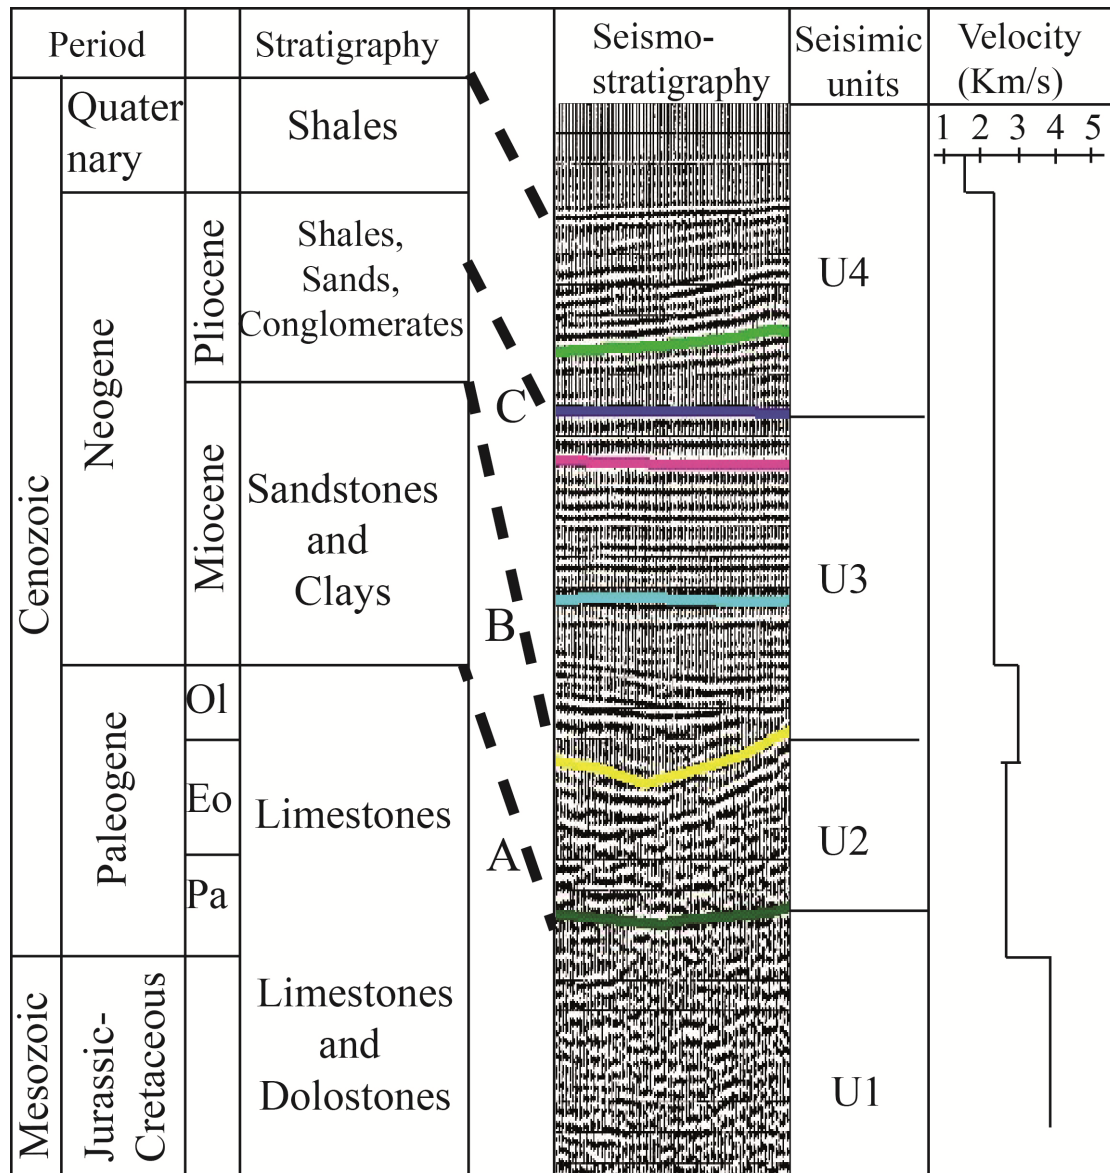 Period
Stratigraphy
Seismo-
stratigraphy
Seisimic
units
Velocity
(Km/s)
1 2 3 4 5
Cenozoic
Mesozoic
Quater
nary
Neogene
Paleogene
Jurassic-
Cretaceous
Pliocene
Miocene
Ol
Eo
Pa
Shales
Shales,
Sands,
Conglomerates
Sandstones
and
Clays
Limestones
Limestones
and
Dolostones
C
B
A
U4
U3
U2
U1